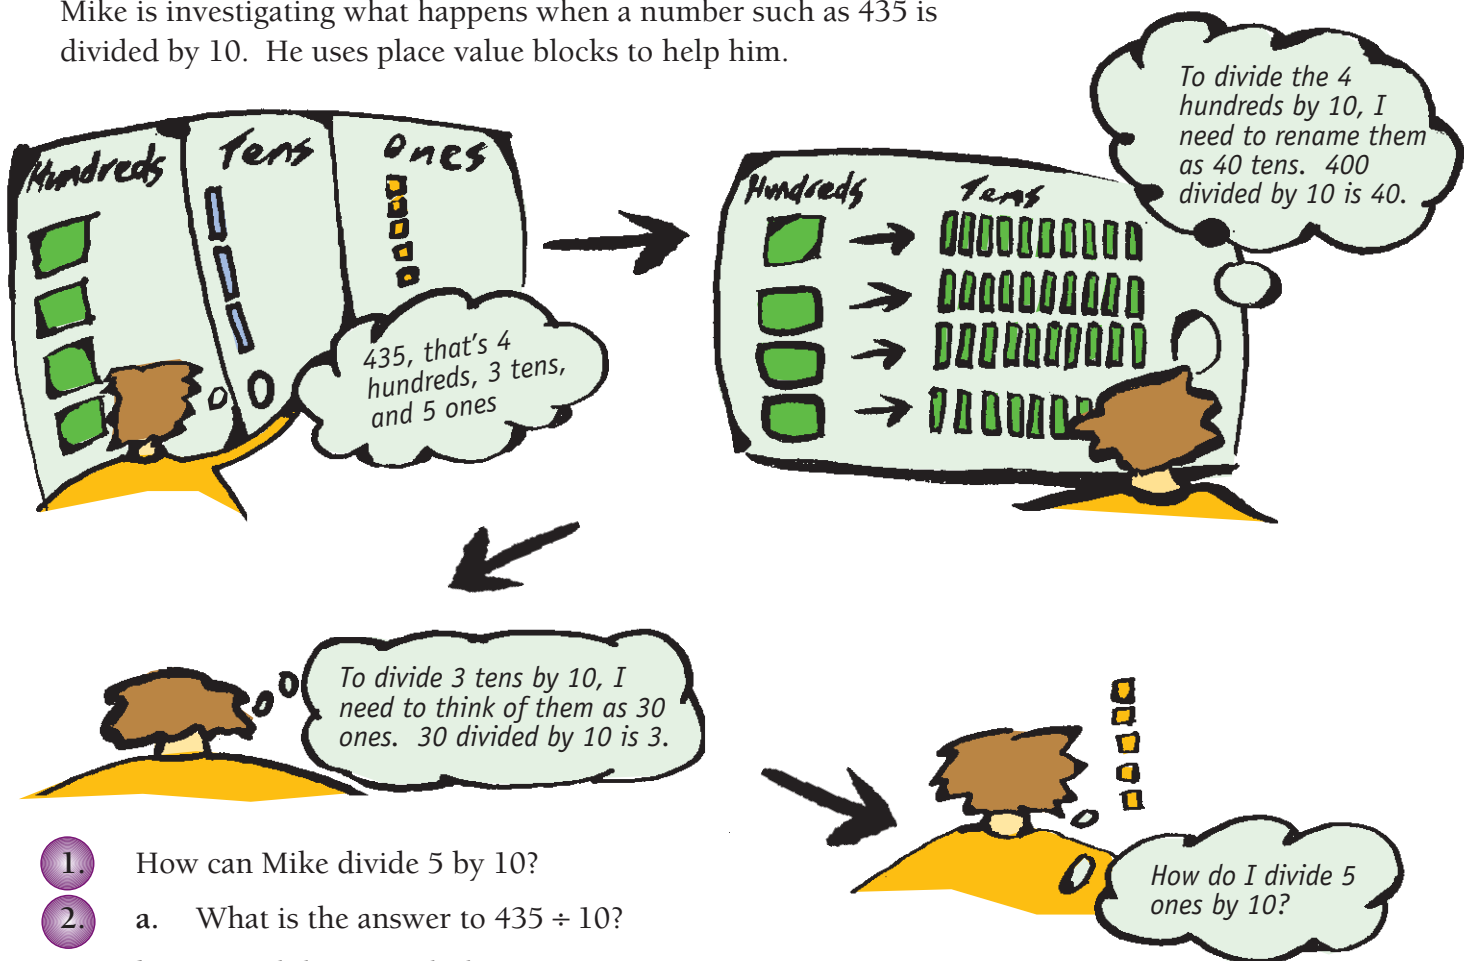 Mike is investigating what happens when a number such as 435 is
divided by 10. He uses place value blocks to help him.
Hundreds
Tens
Ones
435, that's 4
hundreds, 3 tens,
and 5 ones
Hundreds
Tens
To divide the 4
hundreds by 10, I
need to rename them
as 40 tens. 400
divided by 10 is 40.
To divide 3 tens by 10, I
need to think of them as 30
ones. 30 divided by 10 is 3.
How do I divide 5
ones by 10?
1. How can Mike divide 5 by 10?
2. a. What is the answer to 435 ÷ 10?